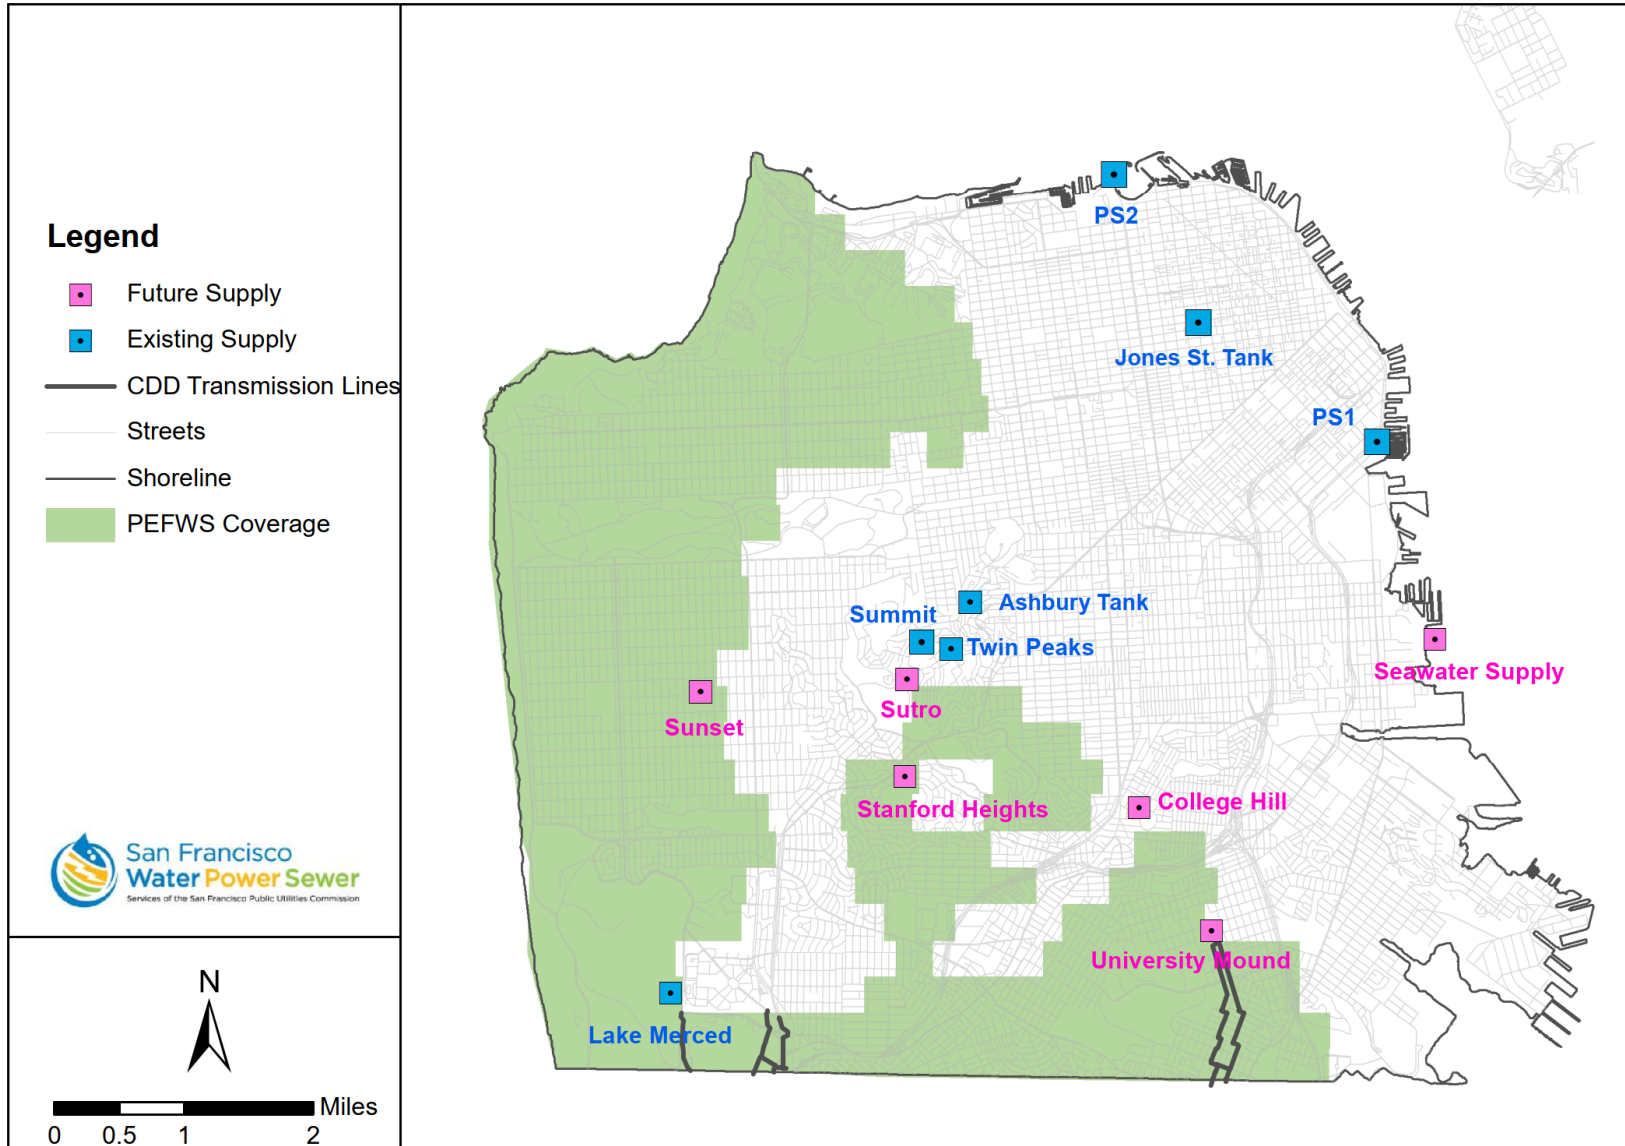 Legend
Future Supply
Existing Supply
CDD Transmission Lines
Streets
Shoreline
PEFWS Coverage
San Francisco
Water Power Sewer
Services of the San Francisco Public Utilities Commission
N
Miles
0 0.5 1 2
PS2
Jones St. Tank
PS1
Ashbury Tank
Summit
Twin Peaks
Seawater Supply
Sutro
Sunset
Stanford Heights
College Hill
University Mound
Lake Merced